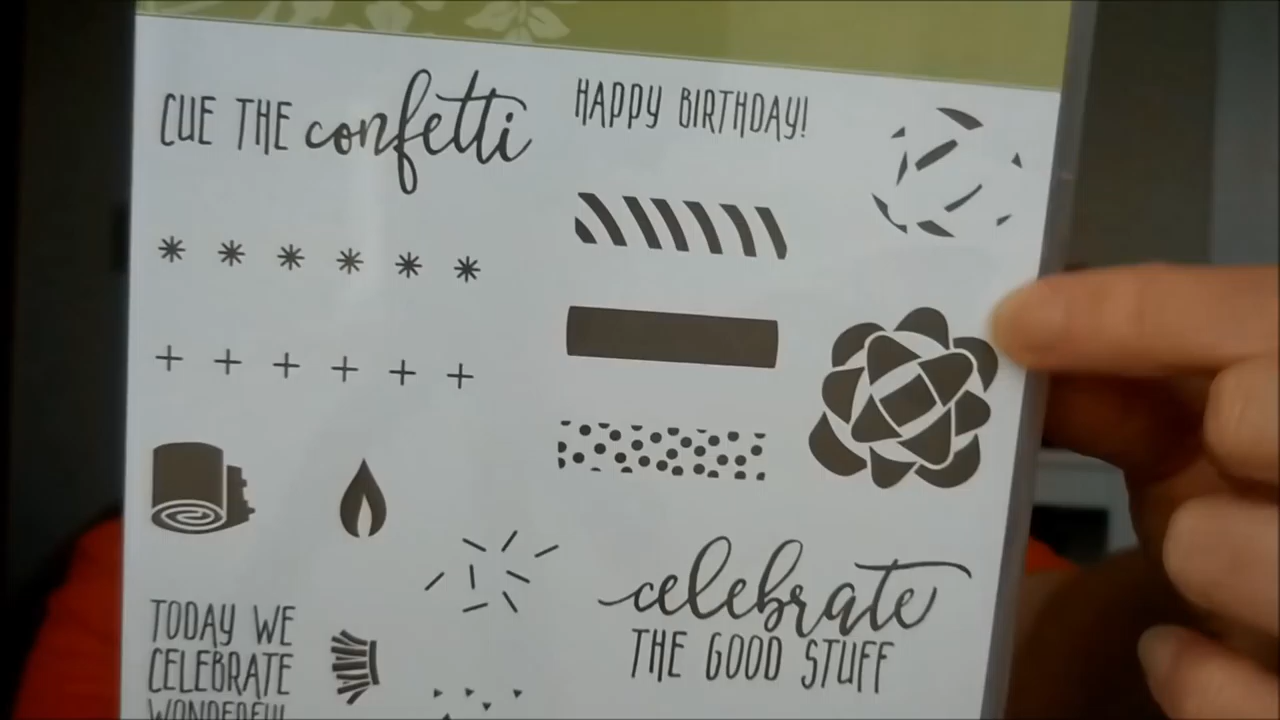 CUE THE confetti
HAPPY BIRTHDAY!
celebrate
THE GOOD STUFF
TODAY WE
CELEBRATE